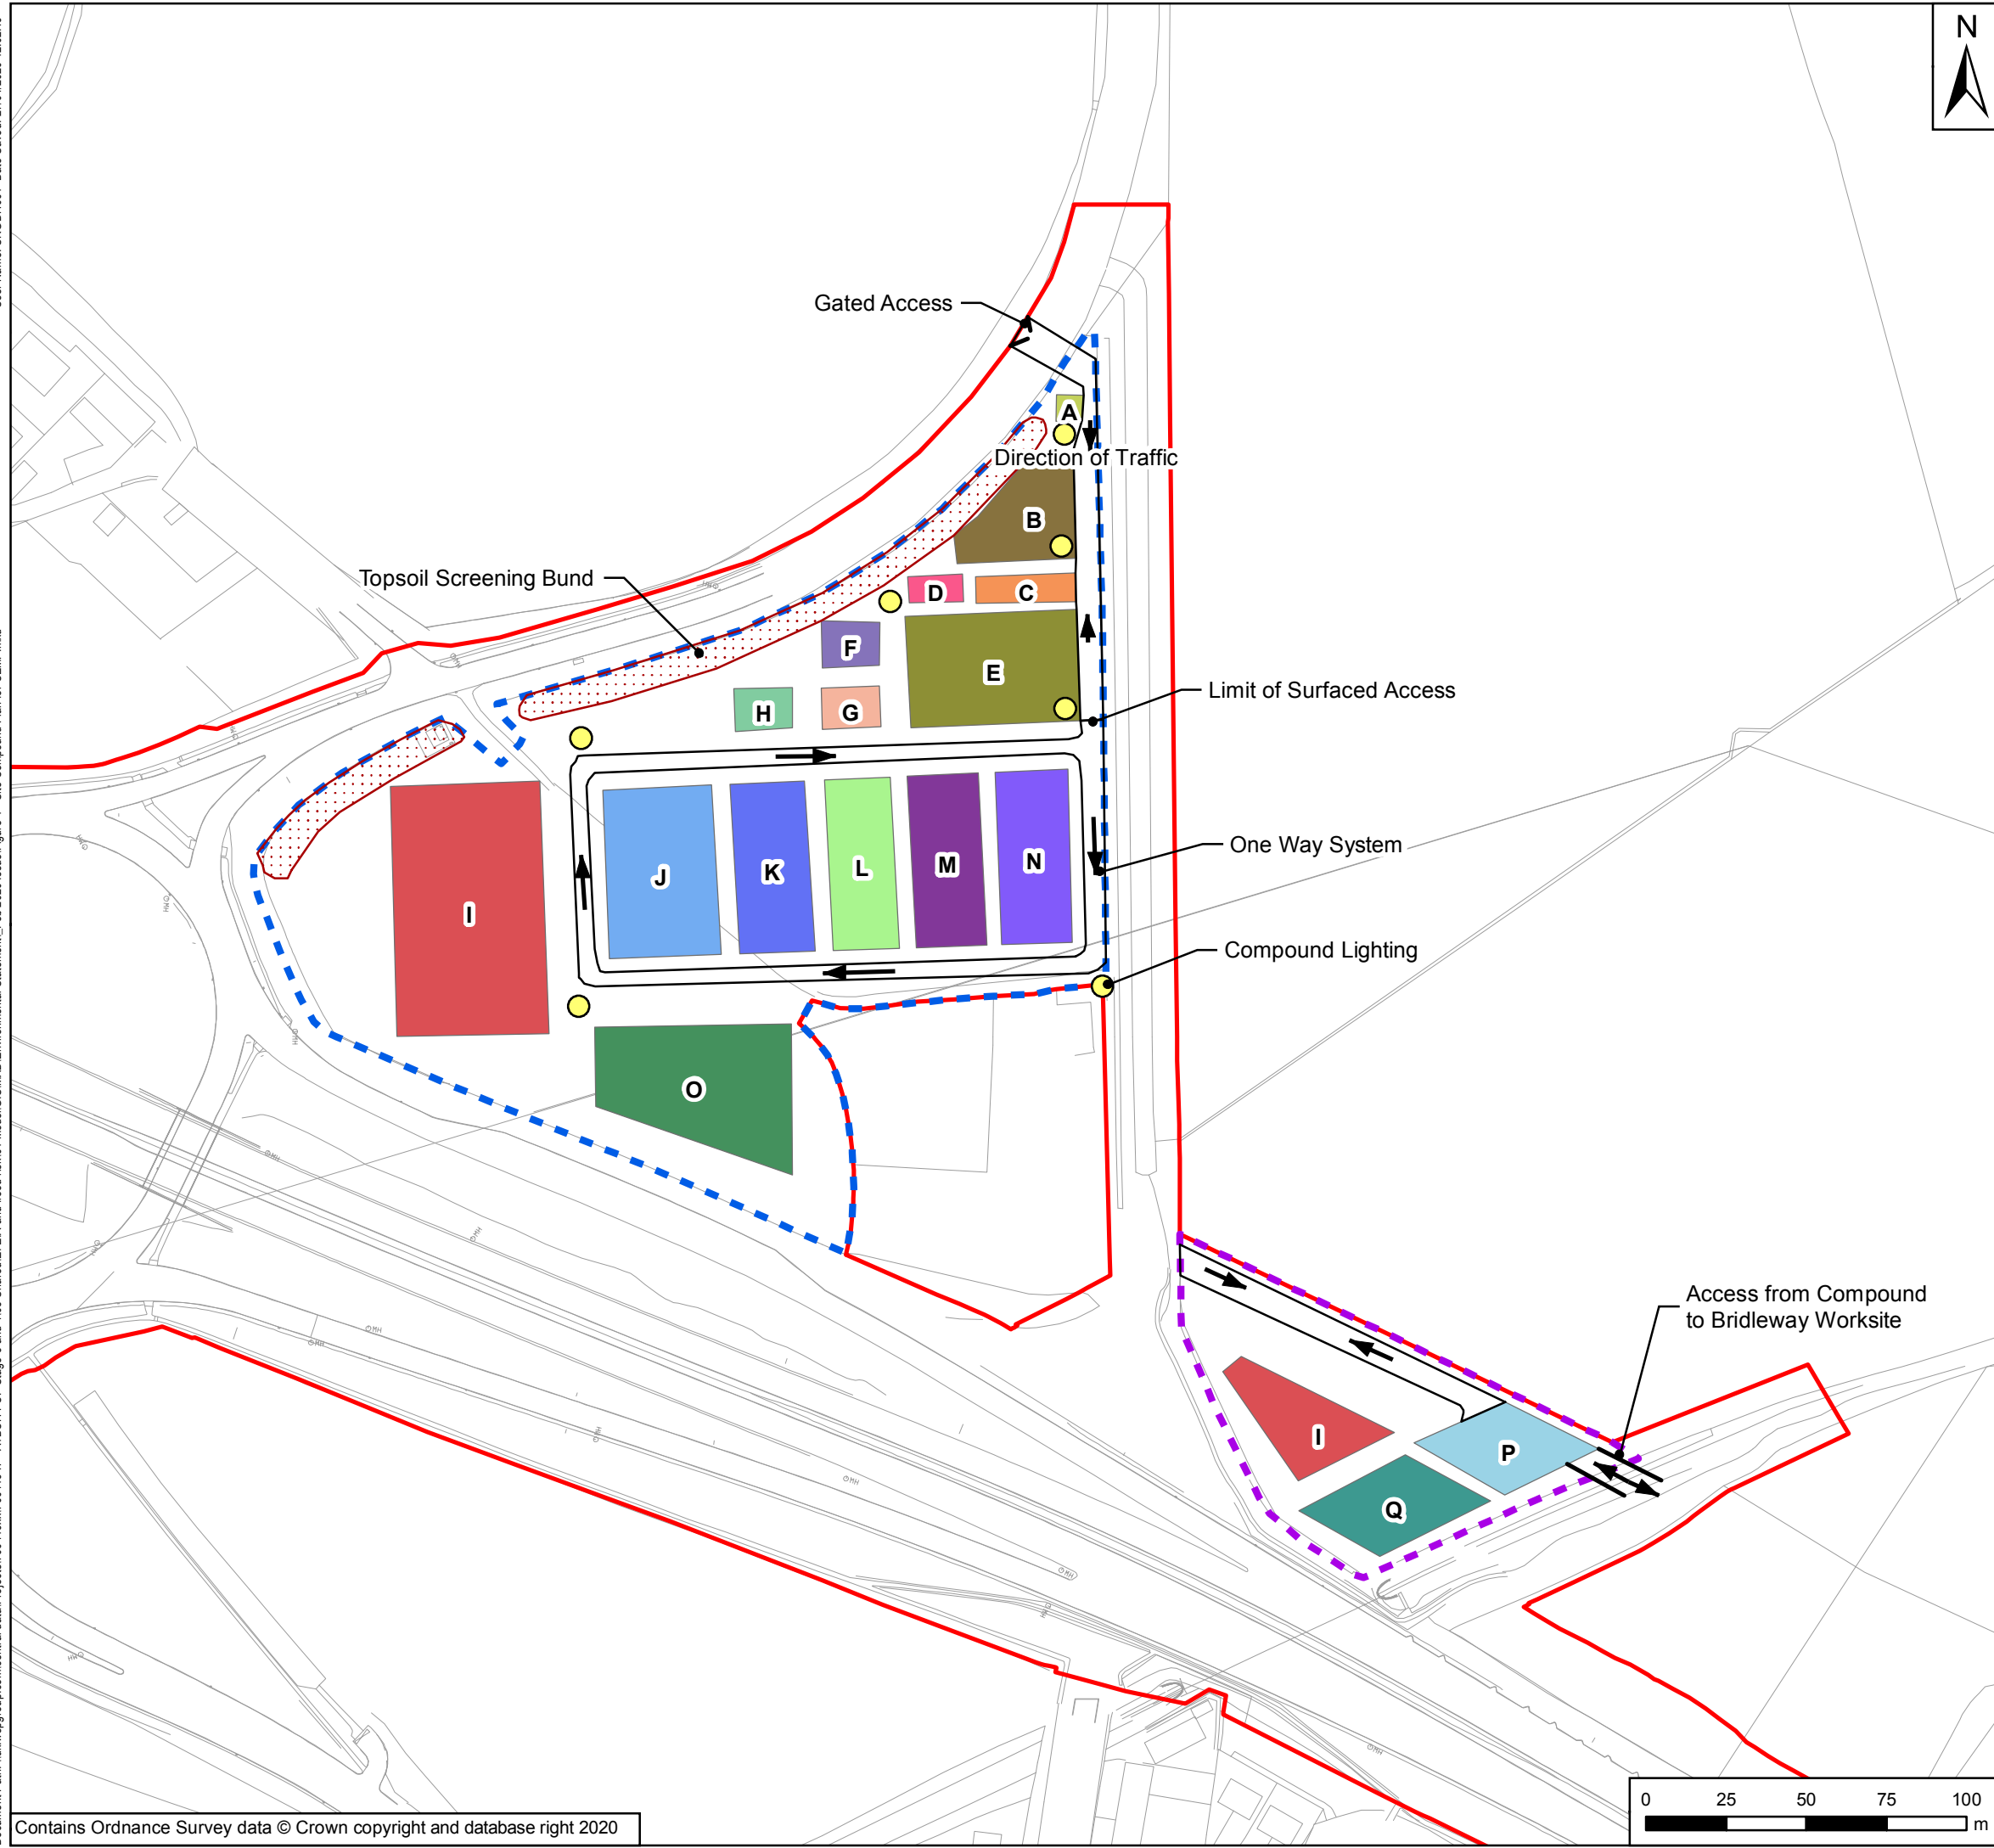 N
Gated Access
A
Direction of Traffic
B
Topsoil Screening Bund
D
C
F
E
H
G
Limit of Surfaced Access
J
K
L
M
N
I
One Way System
Compound Lighting
O
Access from Compound
to Bridleway Worksite
I
P
Q
0 25 50 75 100
m
Contains Ordnance Survey data © Crown copyright and database right 2020